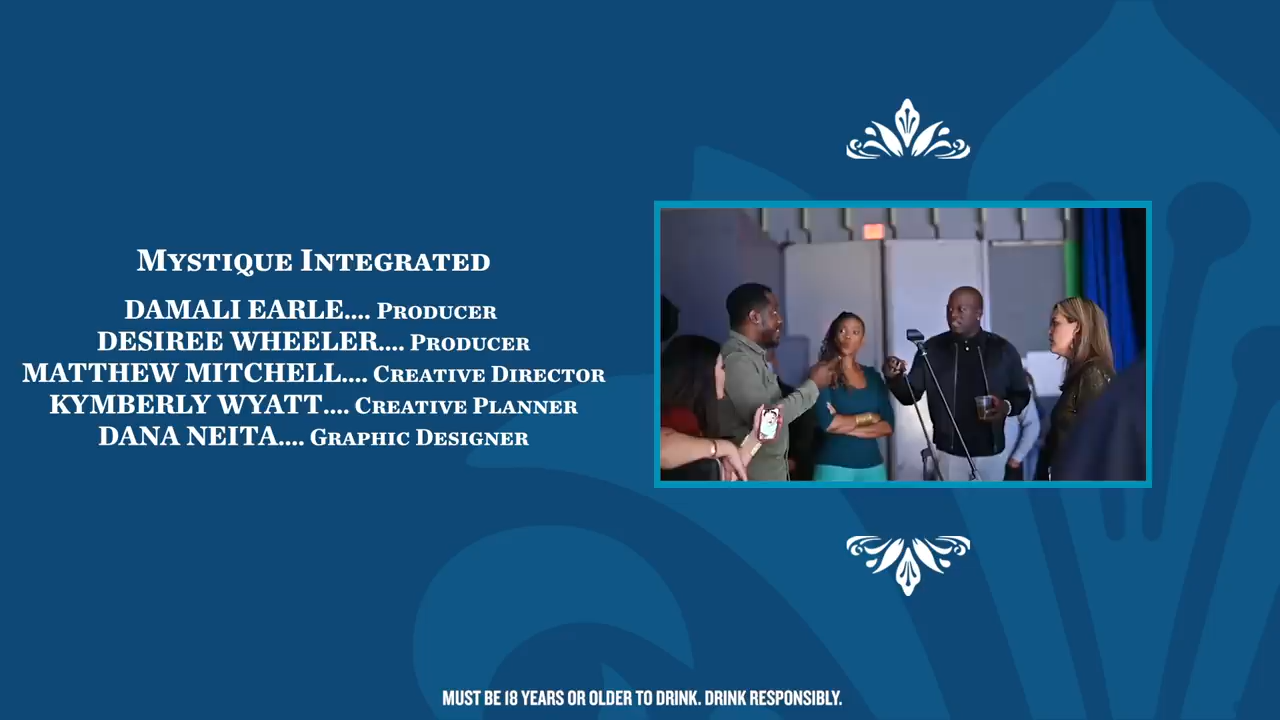 Mystique Integrated
DAMALI EARLE.... Producer
DESIREE WHEELER.... Producer
MATTHEW MITCHELL.... Creative Director
KYMBERLY WYATT.... Creative Planner
DANA NEITA.... Graphic Designer
MUST BE 18 YEARS OR OLDER TO DRINK. DRINK RESPONSIBLY.